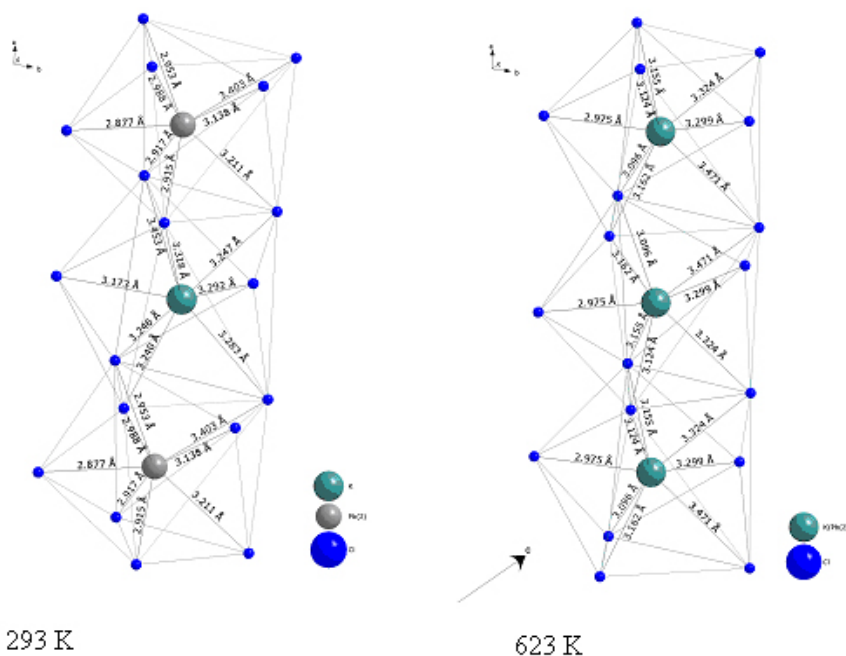 2.953 Å
2.988 Å
3.403 Å
3.138 Å
2.877 Å
2.917 Å
2.915 Å
3.211 Å
3.453 Å
3.318 Å
3.247 Å
3.292 Å
3.172 Å
2.953 Å
2.988 Å
3.403 Å
3.138 Å
2.877 Å
2.917 Å
2.915 Å
3.211 Å
K
Pb(2)
Cl
293 K
3.155 Å
3.124 Å
3.324 Å
2.975 Å
3.299 Å
3.096 Å
3.162 Å
3.471 Å
3.096 Å
3.162 Å
3.471 Å
3.299 Å
2.975 Å
3.155 Å
3.124 Å
3.324 Å
3.155 Å
3.124 Å
3.324 Å
2.975 Å
3.299 Å
3.096 Å
3.162 Å
3.471 Å
K/Pb(2
Cl
623 K